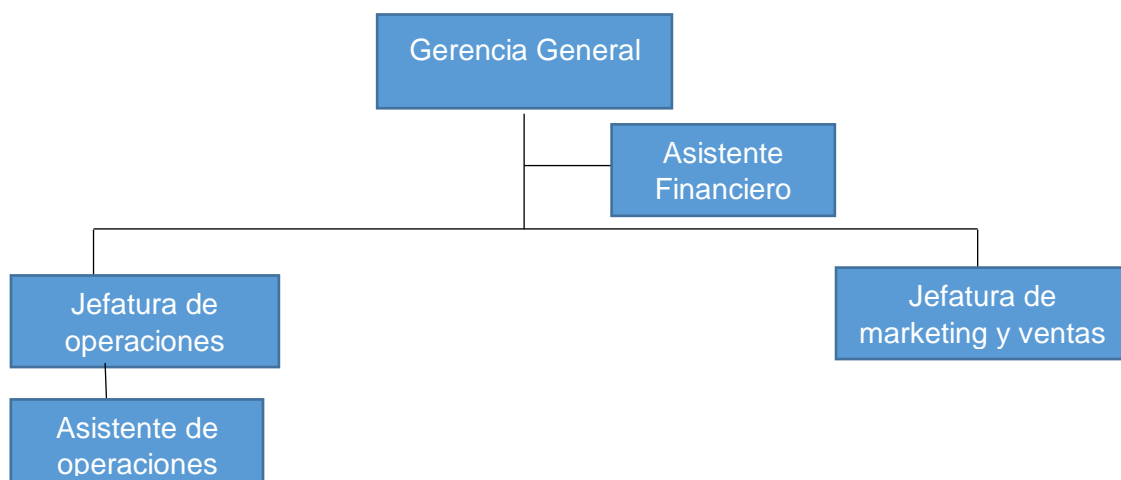 Gerencia General
Asistente
Financiero
Jefatura de
operaciones
Jefatura de
marketing y ventas
Asistente de
operaciones